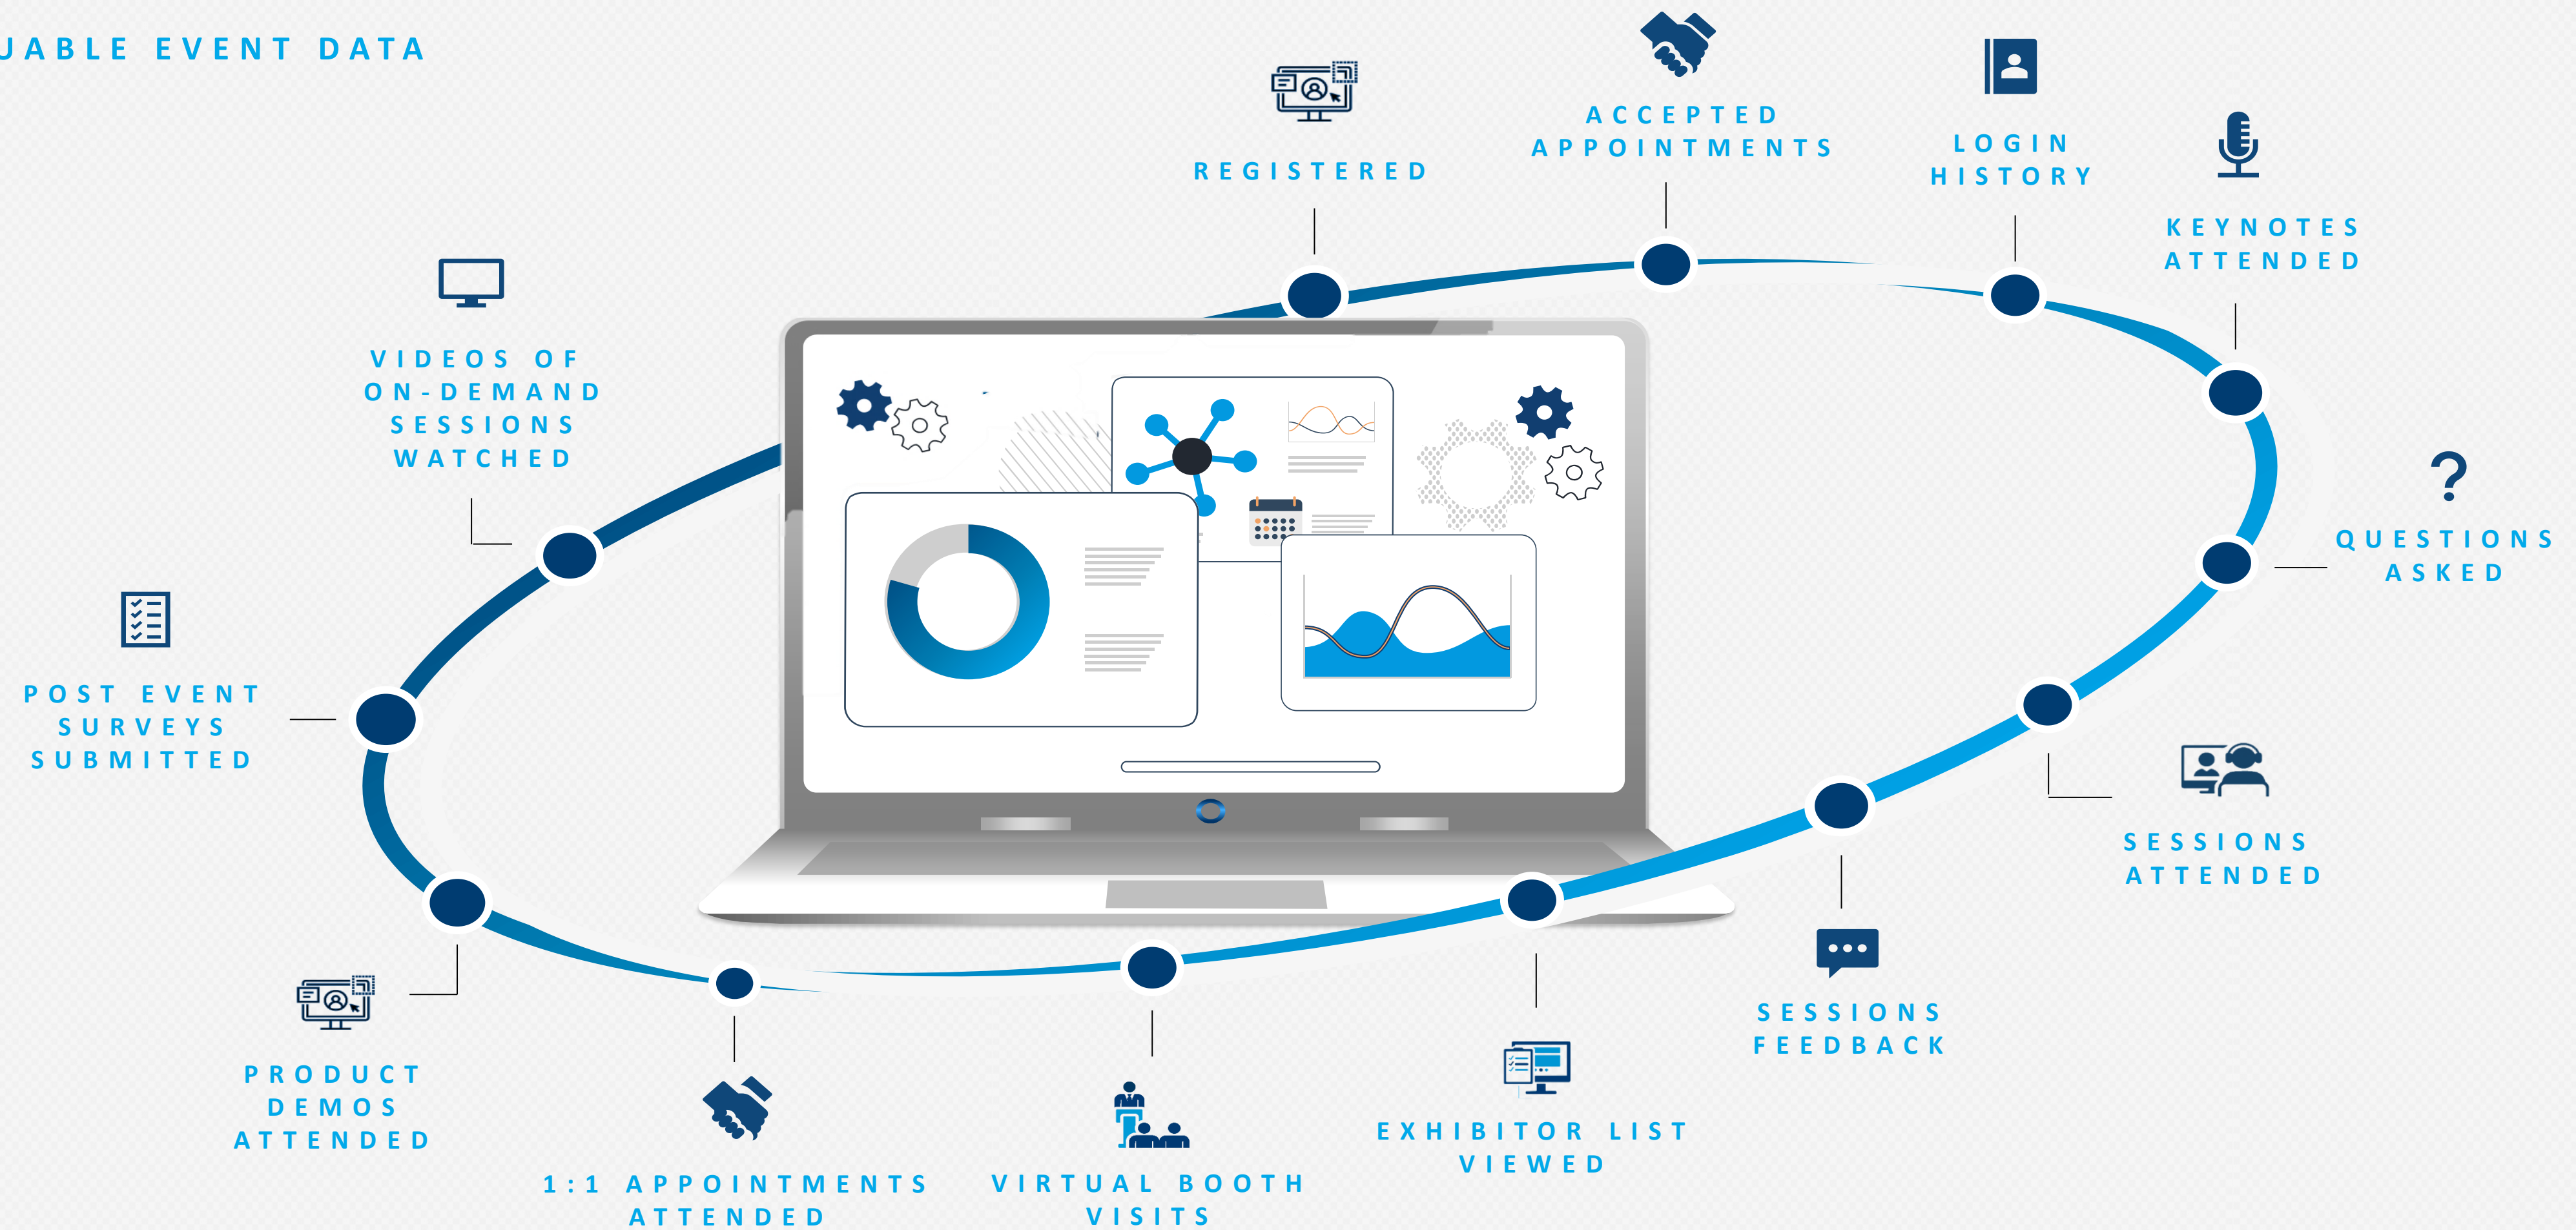 UABLE EVENT DATA
REGISTERED
ACCEPTED
APPOINTMENTS
LOGIN
HISTORY
KEYNOTES
ATTENDED
QUESTIONS
ASKED
SESSIONS
ATTENDED
SESSIONS
FEEDBACK
EXHIBITOR LIST
VIEWED
VIRTUAL BOOTH
VISITS
1:1 APPOINTMENTS
ATTENDED
PRODUCT
DEMOS
ATTENDED
POST EVENT
SURVEYS
SUBMITTED
VIDEOS OF
ON-DEMAND
SESSIONS
WATCHED